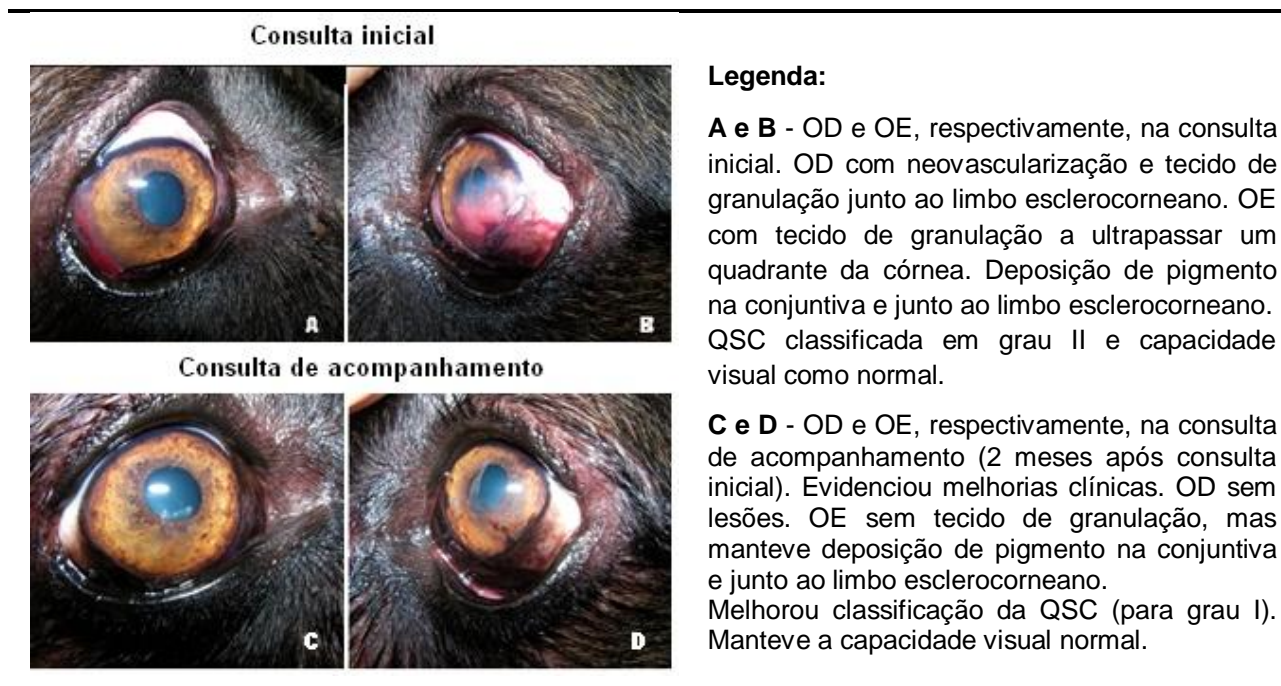 Consulta inicial
A
B
Consulta de acompanhamento
C
D
Legenda:
A e B - OD e OE, respectivamente, na consulta
inicial. OD com neovascularização e tecido de
granulação junto ao limbo esclerocorneano. OE
com tecido de granulação a ultrapassar um
quadrante da córnea. Deposição de pigmento
na conjuntiva e junto ao limbo esclerocorneano.
QSC classificada em grau II e capacidade
visual como normal.
C e D - OD e OE, respectivamente, na consulta
de acompanhamento (2 meses após consulta
inicial). Evidenciou melhorias clínicas. OD sem
lesões. OE sem tecido de granulação, mas
manteve deposição de pigmento na conjuntiva
e junto ao limbo esclerocorneano.
Melhorou classificação da QSC (para grau I).
Manteve a capacidade visual normal.